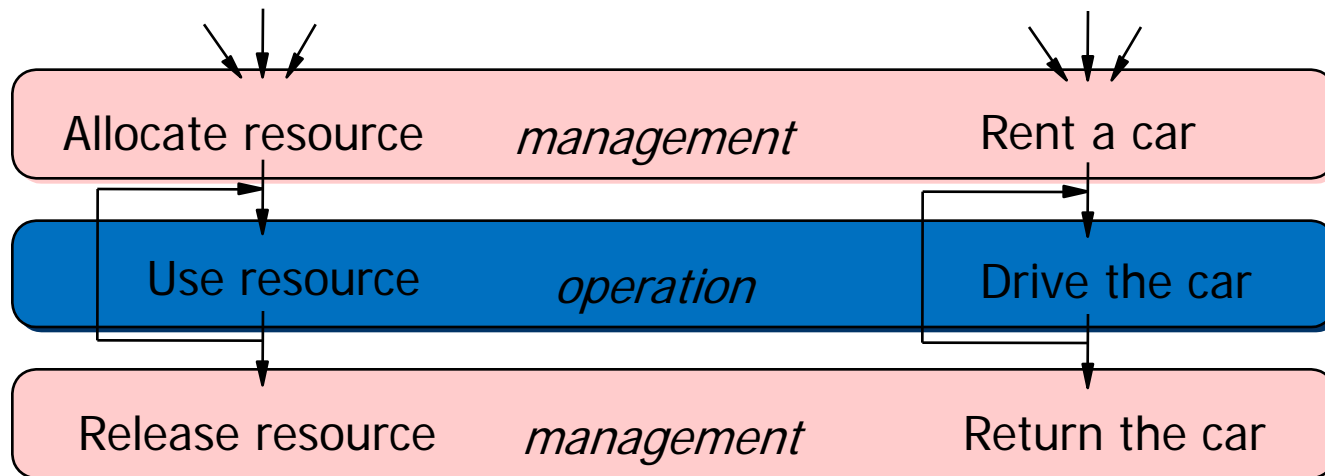 Allocate resource management Rent a car
Use resource operation Drive the car
Release resource management Return the car